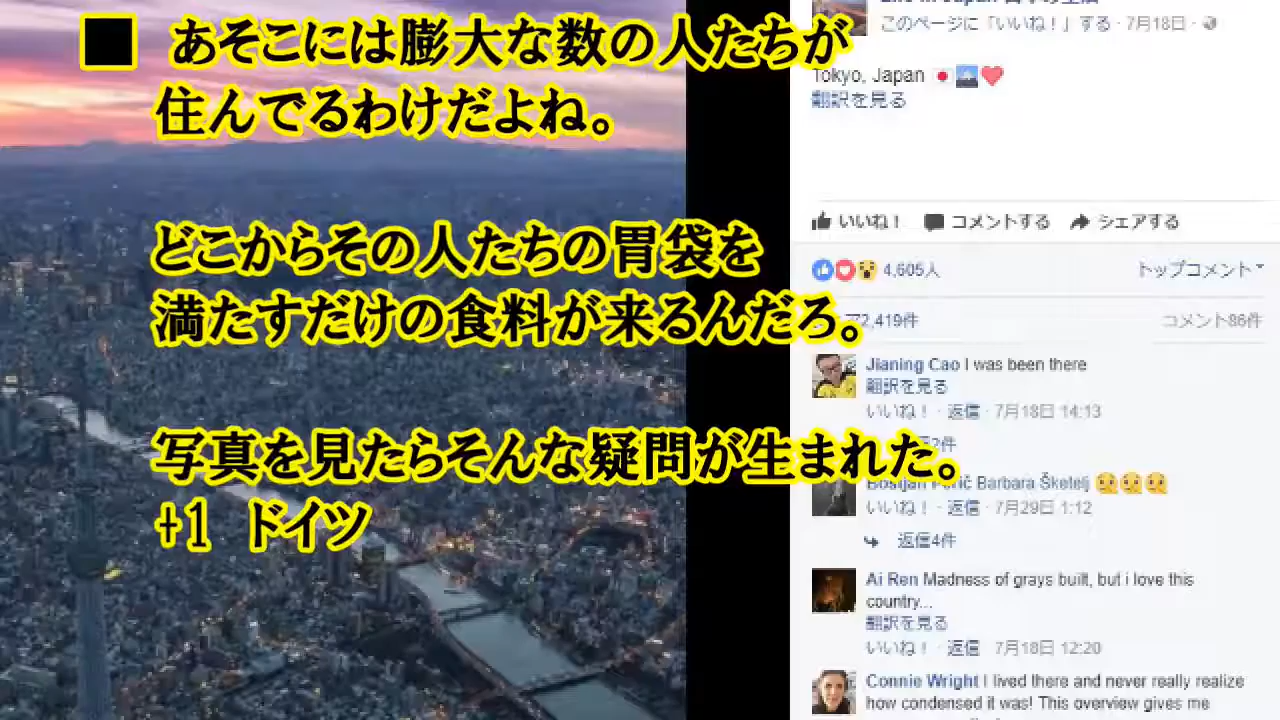 ■ あそこには膨大な数の人たちが
住んでるわけだよね。
どこからその人たちの胃袋を
満たすだけの食料が来るんだろ。
写真を見たらそんな疑問が生まれた。
+1 ドイツ
このページに「いいね！」する · 7月18日 ·
Tokyo, Japan
翻訳を見る
いいね！ コメントする シェアする
4,605人 トップコメント
2,419件 コメント86件
Jianing Cao I was been there
翻訳を見る
いいね！ · 返信 · 7月18日 14:13
Barbara Šketelj
いいね！ · 返信 · 7月29日 1:12
返信4件
Ai Ren Madness of grays built, but i love this
country...
翻訳を見る
いいね！ · 返信 · 7月18日 12:20
Connie Wright I lived there and never really realize
how condensed it was! This overview gives me